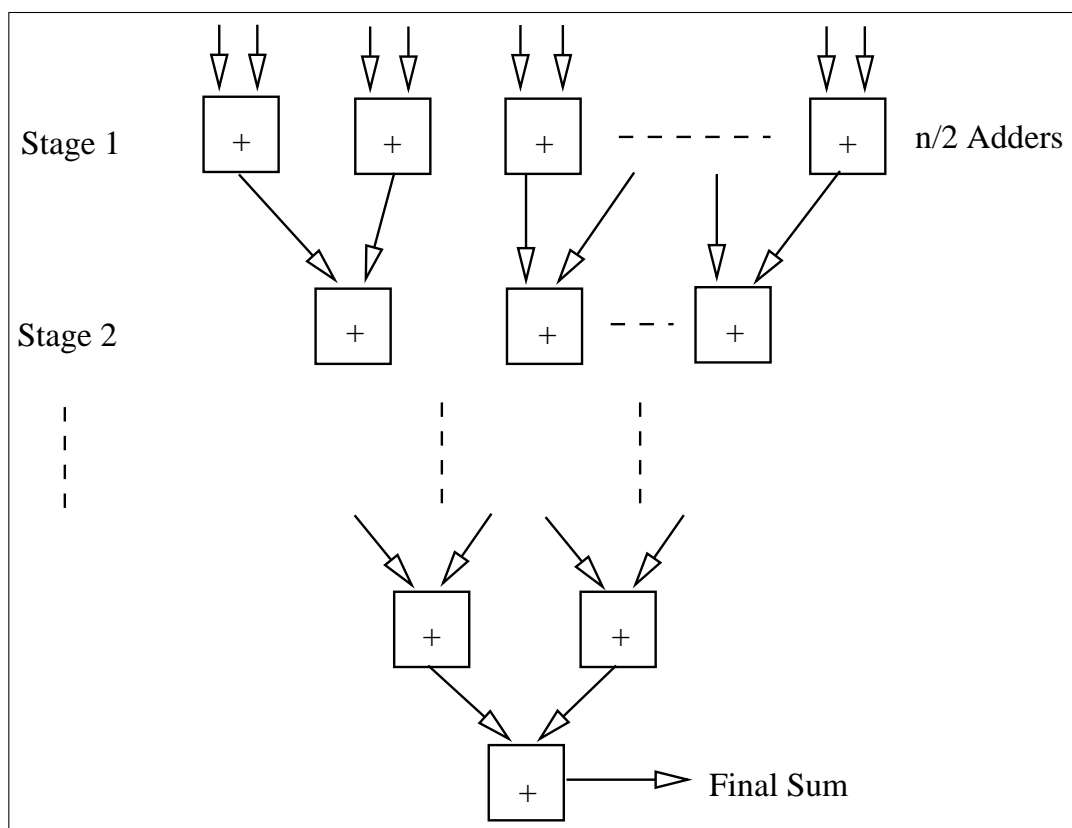 + + + +
Stage 1 n/2 Adders
+ + +
Stage 2
+ +
+ Final Sum